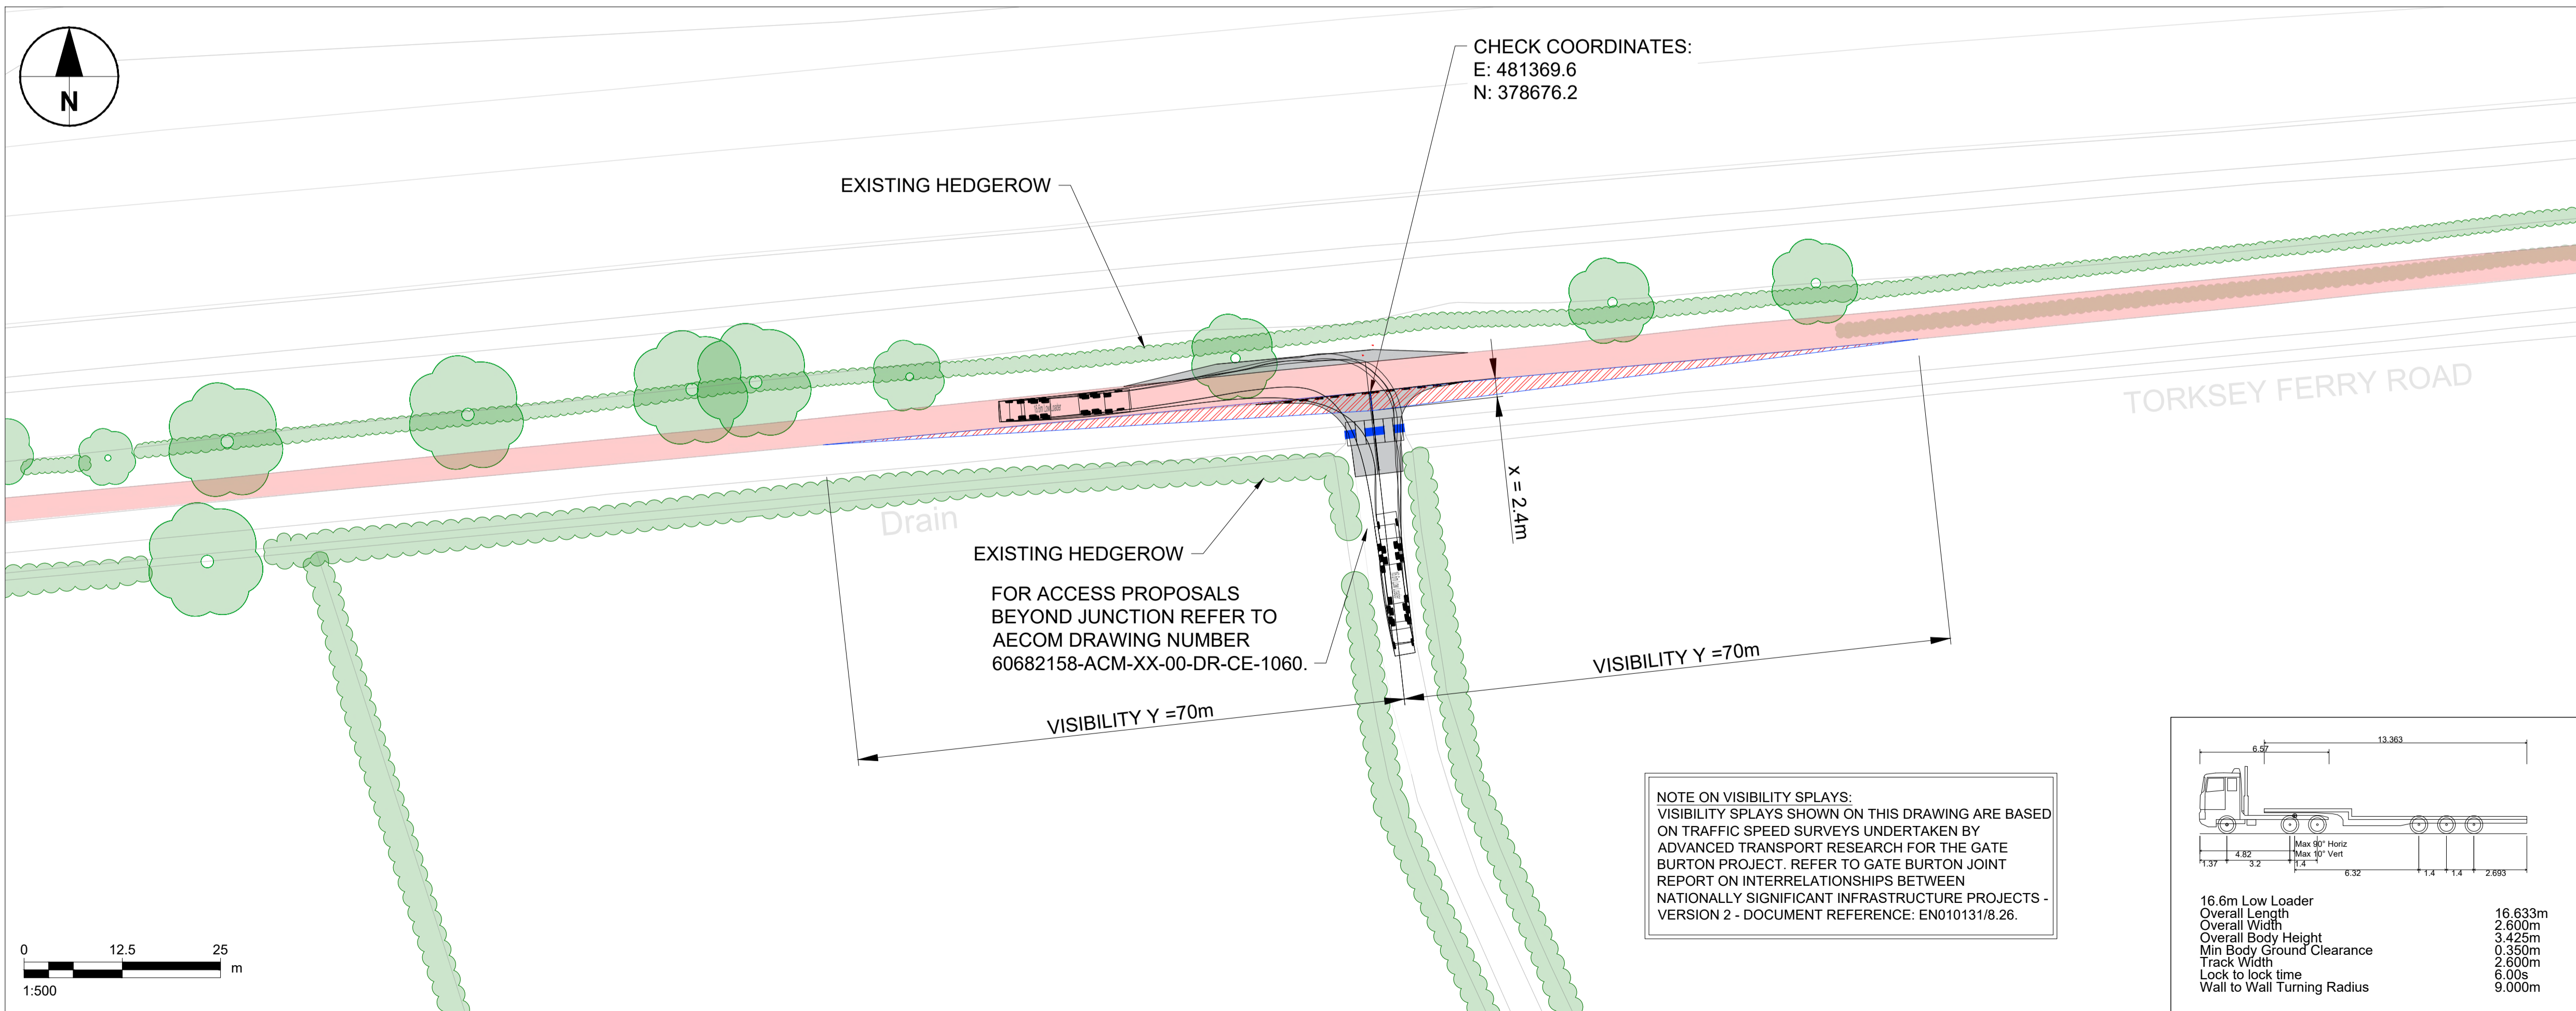 N
CHECK COORDINATES:
E: 481369.6
N: 378676.2
EXISTING HEDGEROW
TORKSEY FERRY ROAD
x = 2.4m
Drain
EXISTING HEDGEROW
FOR ACCESS PROPOSALS
BEYOND JUNCTION REFER TO
AECOM DRAWING NUMBER
60682158-ACM-XX-00-DR-CE-1060.
VISIBILITY Y =70m
VISIBILITY Y =70m
NOTE ON VISIBILITY SPLAYS:
VISIBILITY SPLAYS SHOWN ON THIS DRAWING ARE BASED
ON TRAFFIC SPEED SURVEYS UNDERTAKEN BY
ADVANCED TRANSPORT RESEARCH FOR THE GATE
BURTON PROJECT. REFER TO GATE BURTON JOINT
REPORT ON INTERRELATIONSHIPS BETWEEN
NATIONALLY SIGNIFICANT INFRASTRUCTURE PROJECTS -
VERSION 2 - DOCUMENT REFERENCE: EN010131/8.26.
13.363
6.57
Max 90° Horiz
4.82 Max 10° Vert
1.37 3.2 1.4
6.32 1.4 1.4 2.693
16.6m Low Loader
Overall Length 16.633m
Overall Width 2.600m
Overall Body Height 3.425m
Min Body Ground Clearance 0.350m
Track Width 2.600m
Lock to lock time 6.00s
Wall to Wall Turning Radius 9.000m
0 12.5 25
m
1:500